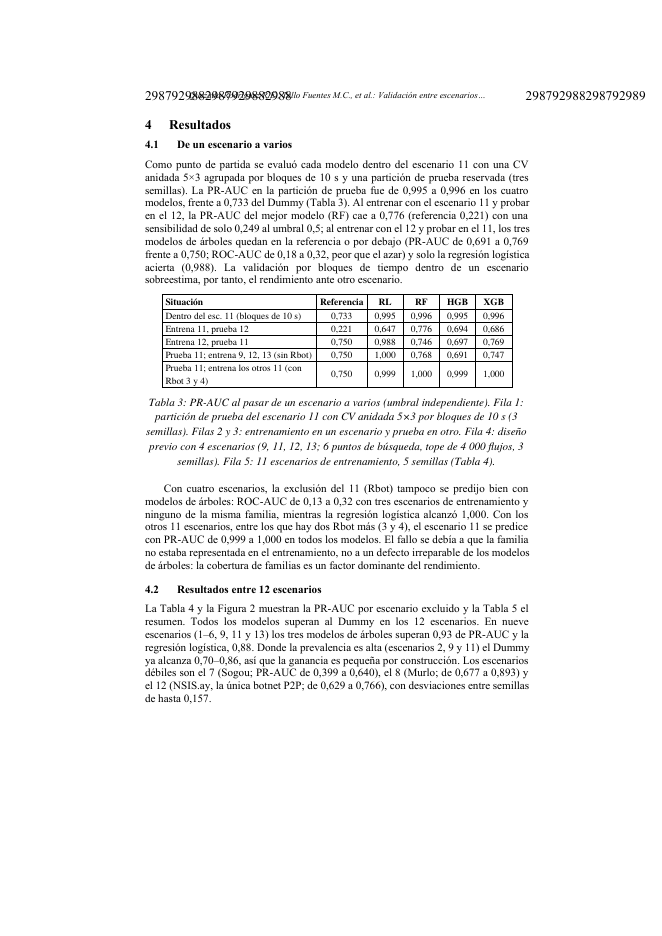 298792988298792988298 llo Fuentes M.C., et al.: Validación entre escenarios… 298792988298792989
4 Resultados
4.1 De un escenario a varios
Como punto de partida se evaluó cada modelo dentro del escenario 11 con una CV
anidada 5×3 agrupada por bloques de 10 s y una partición de prueba reservada (tres
semillas). La PR-AUC en la partición de prueba fue de 0,995 a 0,996 en los cuatro
modelos, frente a 0,733 del Dummy (Tabla 3). Al entrenar con el escenario 11 y probar
en el 12, la PR-AUC del mejor modelo (RF) cae a 0,776 (referencia 0,221) con una
sensibilidad de solo 0,249 al umbral 0,5; al entrenar con el 12 y probar en el 11, los tres
modelos de árboles quedan en la referencia o por debajo (PR-AUC de 0,691 a 0,769
frente a 0,750; ROC-AUC de 0,18 a 0,32, peor que el azar) y solo la regresión logística
acierta (0,988). La validación por bloques de tiempo dentro de un escenario
sobreestima, por tanto, el rendimiento ante otro escenario.
Situación Referencia RL RF HGB XGB
Dentro del esc. 11 (bloques de 10 s) 0,733 0,995 0,996 0,995 0,996
Entrena 11, prueba 12 0,221 0,647 0,776 0,694 0,686
Entrena 12, prueba 11 0,750 0,988 0,746 0,697 0,769
Prueba 11; entrena 9, 12, 13 (sin Rbot) 0,750 1,000 0,768 0,691 0,747
Prueba 11; entrena los otros 11 (con
Rbot 3 y 4) 0,750 0,999 1,000 0,999 1,000
Tabla 3: PR-AUC al pasar de un escenario a varios (umbral independiente). Fila 1:
partición de prueba del escenario 11 con CV anidada 5×3 por bloques de 10 s (3
semillas). Filas 2 y 3: entrenamiento en un escenario y prueba en otro. Fila 4: diseño
previo con 4 escenarios (9, 11, 12, 13; 6 puntos de búsqueda, tope de 4 000 flujos, 3
semillas). Fila 5: 11 escenarios de entrenamiento, 5 semillas (Tabla 4).
Con cuatro escenarios, la exclusión del 11 (Rbot) tampoco se predijo bien con
modelos de árboles: ROC-AUC de 0,13 a 0,32 con tres escenarios de entrenamiento y
ninguno de la misma familia, mientras la regresión logística alcanzó 1,000. Con los
otros 11 escenarios, entre los que hay dos Rbot más (3 y 4), el escenario 11 se predice
con PR-AUC de 0,999 a 1,000 en todos los modelos. El fallo se debía a que la familia
no estaba representada en el entrenamiento, no a un defecto irreparable de los modelos
de árboles: la cobertura de familias es un factor dominante del rendimiento.
4.2 Resultados entre 12 escenarios
La Tabla 4 y la Figura 2 muestran la PR-AUC por escenario excluido y la Tabla 5 el
resumen. Todos los modelos superan al Dummy en los 12 escenarios. En nueve
escenarios (1–6, 9, 11 y 13) los tres modelos de árboles superan 0,93 de PR-AUC y la
regresión logística, 0,88. Donde la prevalencia es alta (escenarios 2, 9 y 11) el Dummy
ya alcanza 0,70–0,86, así que la ganancia es pequeña por construcción. Los escenarios
débiles son el 7 (Sogou; PR-AUC de 0,399 a 0,640), el 8 (Murlo; de 0,677 a 0,893) y
el 12 (NSIS.ay, la única botnet P2P; de 0,629 a 0,766), con desviaciones entre semillas
de hasta 0,157.